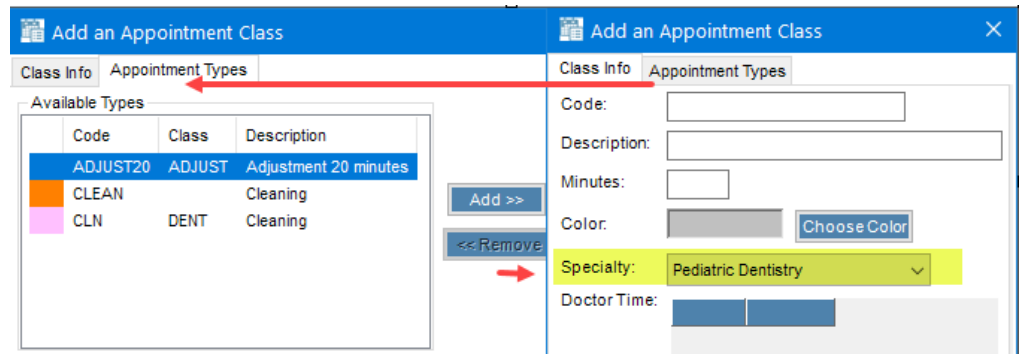 Add an Appointment Class
Class Info Appointment Types
Available Types
Code Class Description
ADJUST20 ADJUST Adjustment 20 minutes
CLEAN Cleaning
CLN DENT Cleaning
Add >>
<< Remove
Add an Appointment Class
Class Info Appointment Types
Code:
Description:
Minutes:
Color: Choose Color
Specialty: Pediatric Dentistry
Doctor Time: